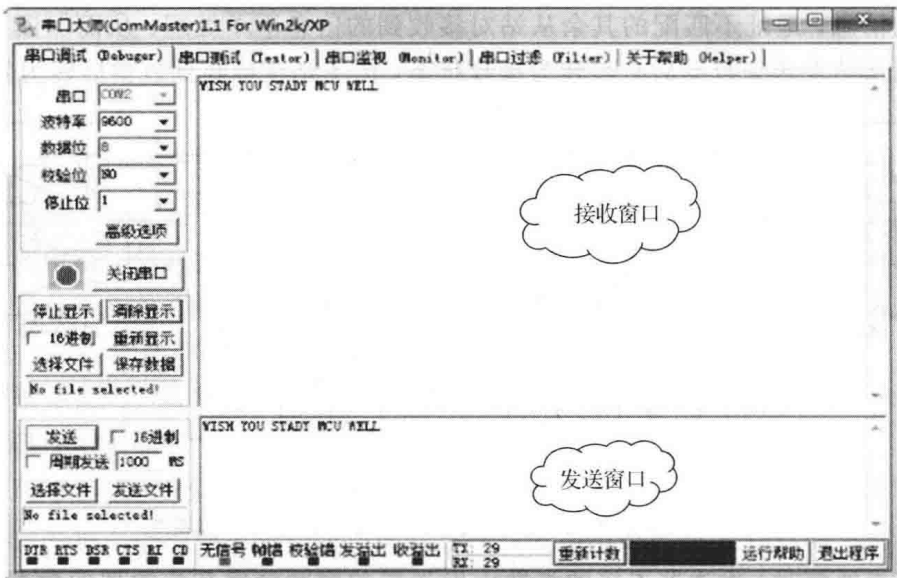 串口大师(ComMaster)1.1 For Win2k/XP
串口调试 (Debuger) 串口测试 (Testor) 串口监视 (Monitor) 串口过滤 (Filter) 关于帮助 (Helper)
串口 COM2
波特率 9600
数据位 8
校验位 NO
停止位 1
高级选项
关闭串口
停止显示 清除显示
16进制 重新显示
选择文件 保存数据
No file selected!
WISH YOU STADY MCU WELL
接收窗口
发送 16进制
周期发送 1000 MS
选择文件 发送文件
No file selected!
WISH YOU STADY MCU WELL
发送窗口
DTR RTS DSR CTS RI CD 无信号 帧错 校验错 发溢出 收溢出 TX: 29
RX: 29
重新计数 运行帮助 退出程序